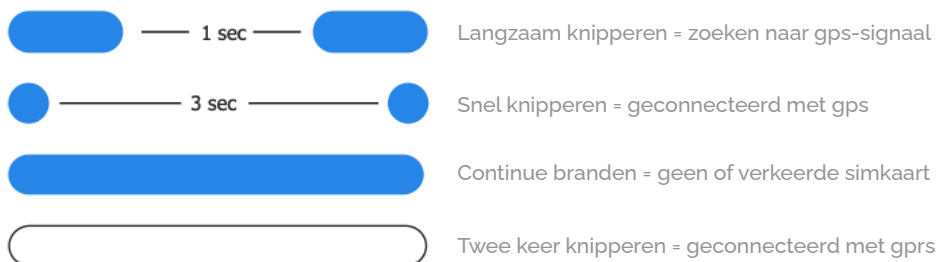 1 sec Langzaam knipperen = zoeken naar gps-signaal
3 sec Snel knipperen = geconnecteerd met gps
Continue branden = geen of verkeerde simkaart
Twee keer knipperen = geconnecteerd met gprs